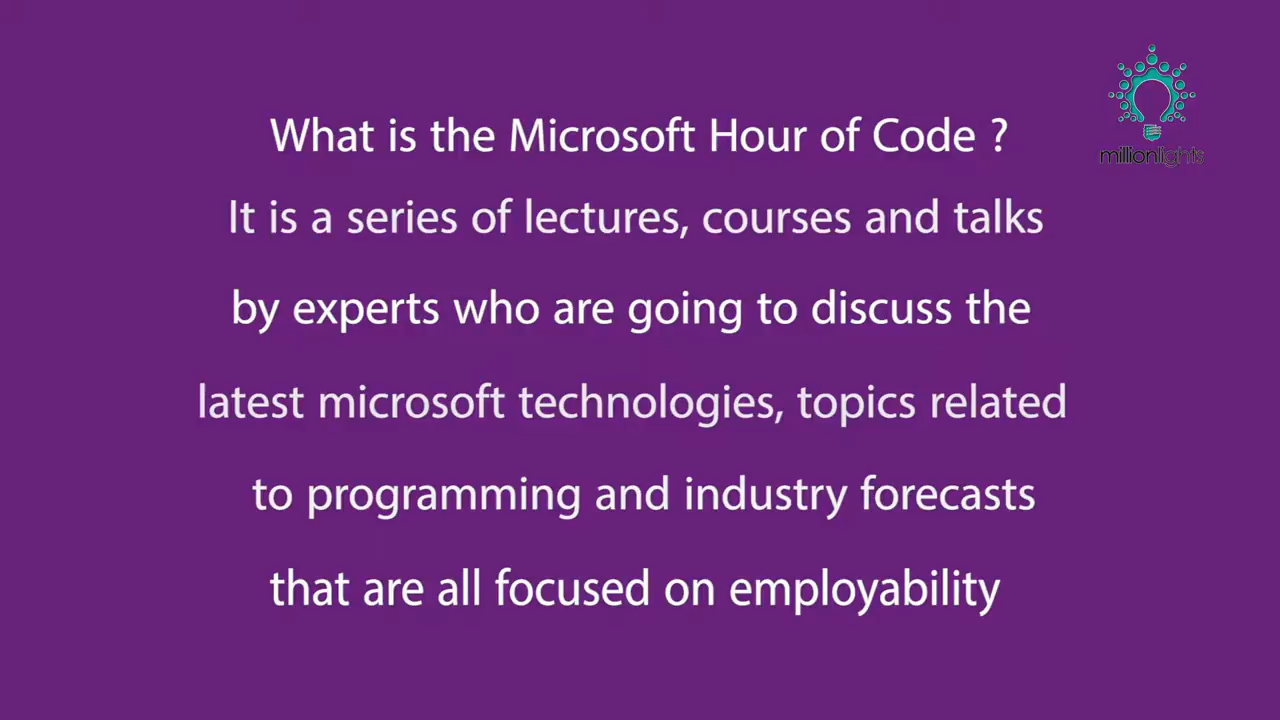 What is the Microsoft Hour of Code ?
It is a series of lectures, courses and talks
by experts who are going to discuss the
latest microsoft technologies, topics related
to programming and industry forecasts
that are all focused on employability
millionlights